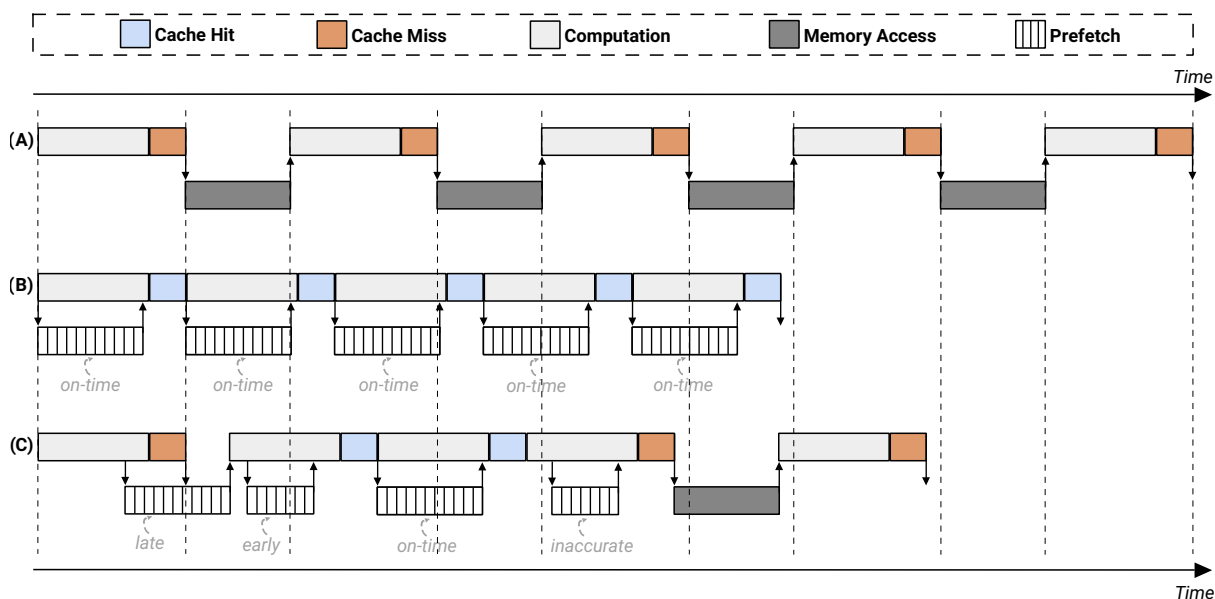 Cache Hit Cache Miss Computation Memory Access Prefetch
Time
(A)
(B)
on-time on-time on-time on-time on-time
(C)
late early on-time inaccurate
Time